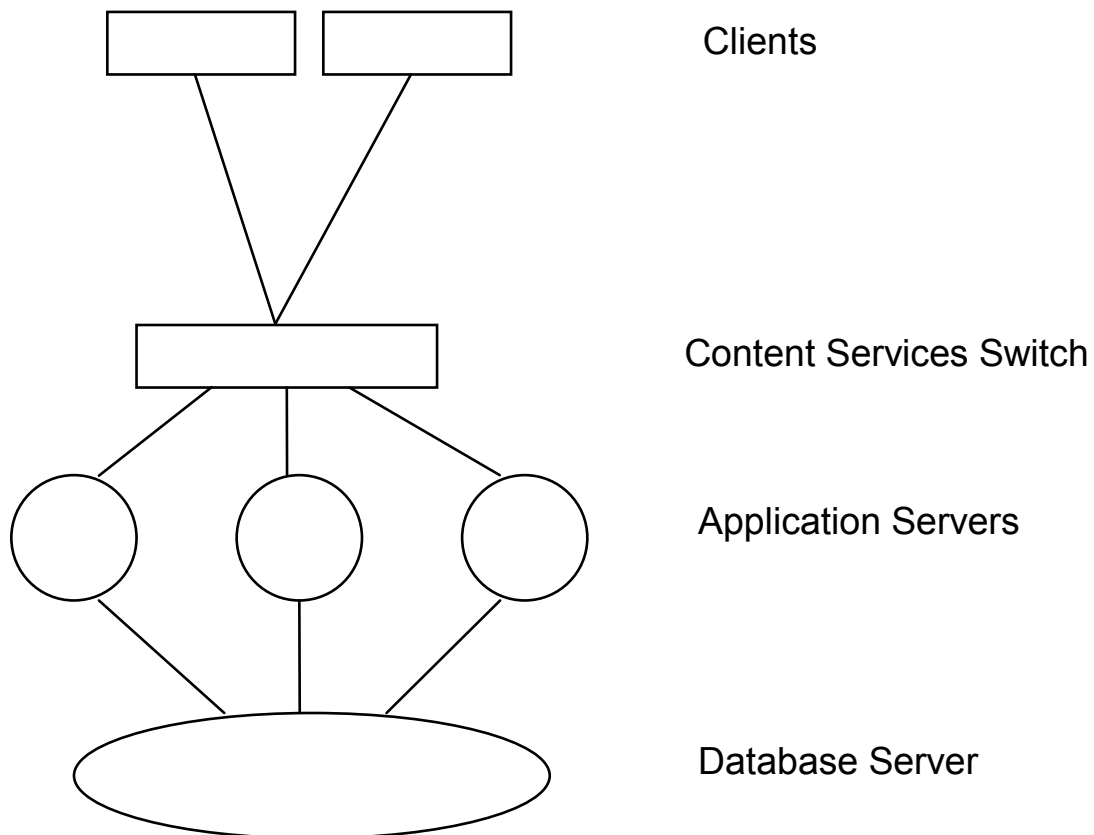 Clients
Content Services Switch
Application Servers
Database Server